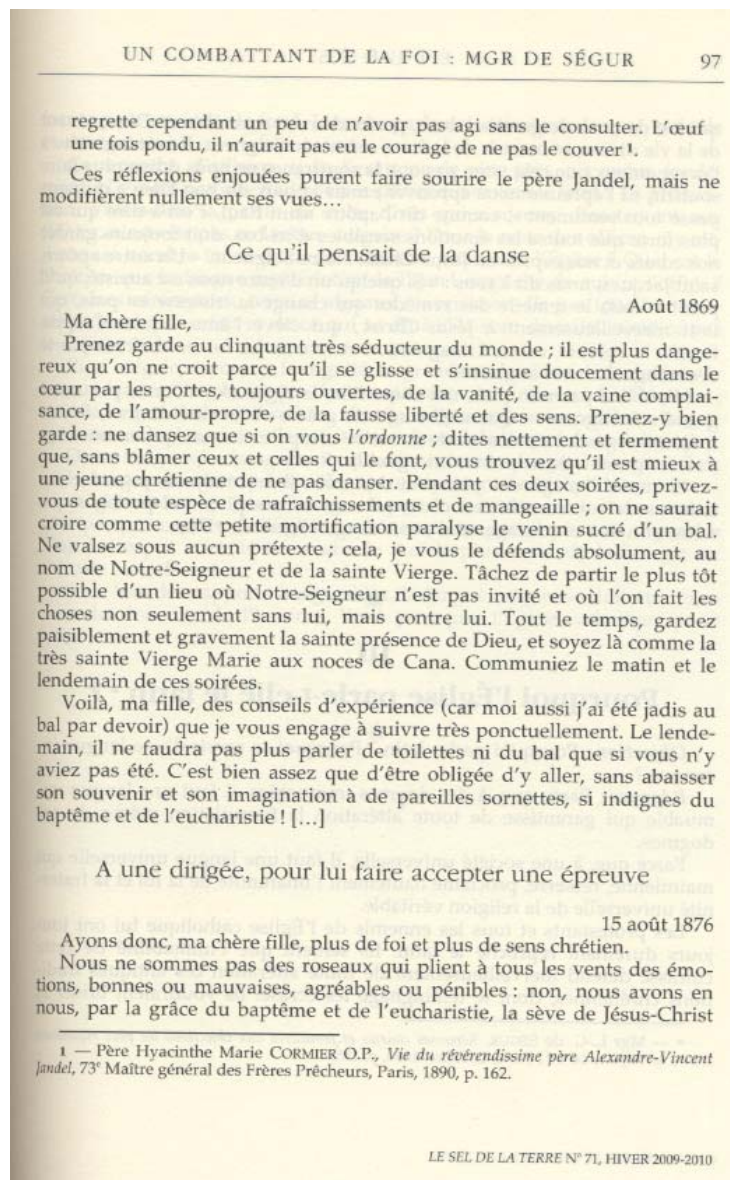 UN COMBATTANT DE LA FOI : MGR DE SÉGUR 97
regrette cependant un peu de n'avoir pas agi sans le consulter. L'œuf
une fois pondu, il n'aurait pas eu le courage de ne pas le couver 1.
Ces réflexions enjouées purent faire sourire le père Jandel, mais ne
modifièrent nullement ses vues…
Ce qu'il pensait de la danse
Août 1869
Ma chère fille,
Prenez garde au clinquant très séducteur du monde ; il est plus dange-
reux qu'on ne croit parce qu'il se glisse et s'insinue doucement dans le
cœur par les portes, toujours ouvertes, de la vanité, de la vaine complai-
sance, de l'amour-propre, de la fausse liberté et des sens. Prenez-y bien
garde : ne dansez que si on vous l'ordonne ; dites nettement et fermement
que, sans blâmer ceux et celles qui le font, vous trouvez qu'il est mieux à
une jeune chrétienne de ne pas danser. Pendant ces deux soirées, privez-
vous de toute espèce de rafraîchissements et de mangeaille ; on ne saurait
croire comme cette petite mortification paralyse le venin sucré d'un bal.
Ne valsez sous aucun prétexte ; cela, je vous le défends absolument, au
nom de Notre-Seigneur et de la sainte Vierge. Tâchez de partir le plus tôt
possible d'un lieu où Notre-Seigneur n'est pas invité et où l'on fait les
choses non seulement sans lui, mais contre lui. Tout le temps, gardez
paisiblement et gravement la sainte présence de Dieu, et soyez là comme la
très sainte Vierge Marie aux noces de Cana. Communiez le matin et le
lendemain de ces soirées.
Voilà, ma fille, des conseils d'expérience (car moi aussi j'ai été jadis au
bal par devoir) que je vous engage à suivre très ponctuellement. Le lende-
main, il ne faudra pas plus parler de toilettes ni du bal que si vous n'y
aviez pas été. C'est bien assez que d'être obligée d'y aller, sans abaisser
son souvenir et son imagination à de pareilles sornettes, si indignes du
baptême et de l'eucharistie ! […]
A une dirigée, pour lui faire accepter une épreuve
15 août 1876
Ayons donc, ma chère fille, plus de foi et plus de sens chrétien.
Nous ne sommes pas des roseaux qui plient à tous les vents des émo-
tions, bonnes ou mauvaises, agréables ou pénibles : non, nous avons en
nous, par la grâce du baptême et de l'eucharistie, la sève de Jésus-Christ
1 — Père Hyacinthe Marie CORMIER O.P., Vie du révérendissime père Alexandre-Vincent
Jandel, 73e Maître général des Frères Prêcheurs, Paris, 1890, p. 162.
LE SEL DE LA TERRE N° 71, HIVER 2009-2010